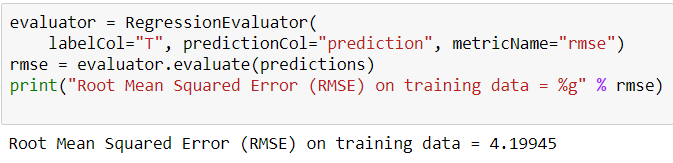 evaluator = RegressionEvaluator(
    labelCol="T", predictionCol="prediction", metricName="rmse")
rmse = evaluator.evaluate(predictions)
print("Root Mean Squared Error (RMSE) on training data = %g" % rmse)
Root Mean Squared Error (RMSE) on training data = 4.19945